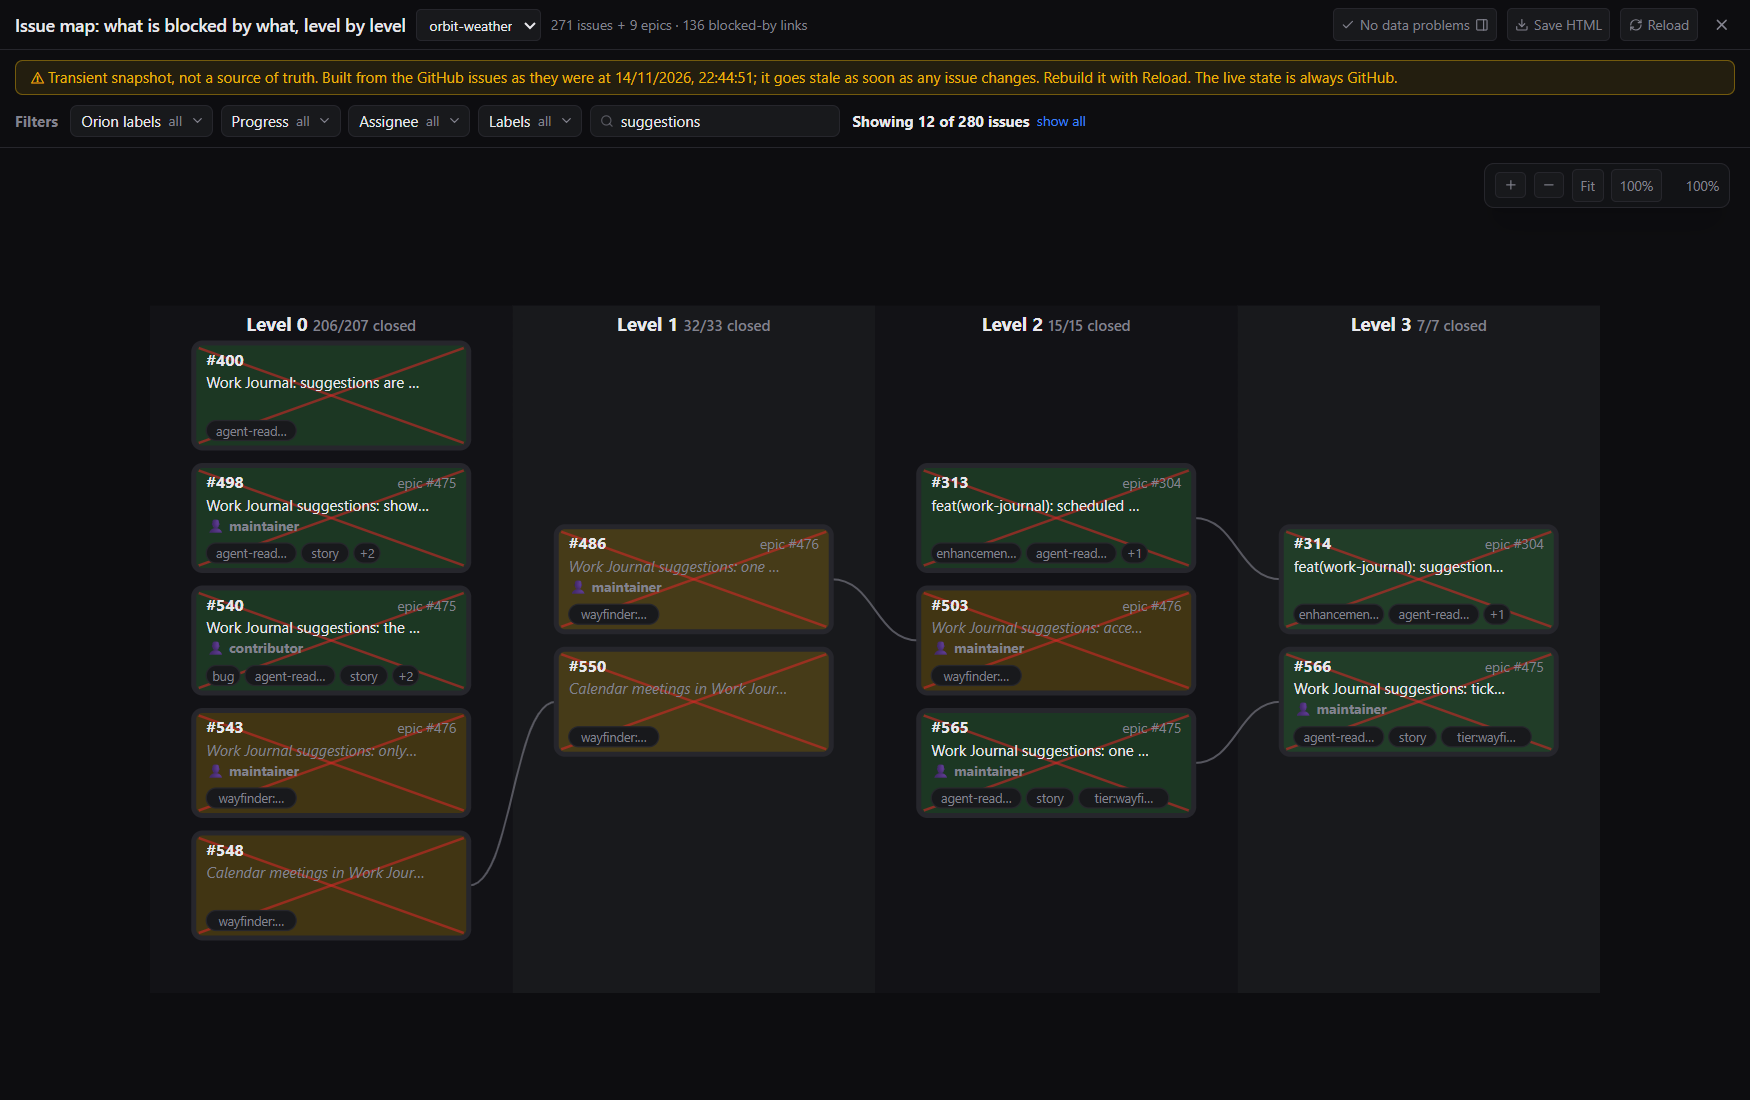 Issue map: what is blocked by what, level by level
orbit-weather
271 issues + 9 epics · 136 blocked-by links
No data problems
Save HTML
Reload
⚠ Transient snapshot, not a source of truth. Built from the GitHub issues as they were at 14/11/2026, 22:44:51; it goes stale as soon as any issue changes. Rebuild it with Reload. The live state is always GitHub.
Filters
Orion labels all
Progress all
Assignee all
Labels all
suggestions
Showing 12 of 280 issues show all
+
−
Fit
100%
100%
Level 0 206/207 closed
#400
Work Journal: suggestions are ...
agent-read...
#498 epic #475
Work Journal suggestions: show...
maintainer
agent-read... story +2
#540 epic #475
Work Journal suggestions: the ...
contributor
bug agent-read... story +2
#543 epic #476
Work Journal suggestions: only...
maintainer
wayfinder:...
#548
Calendar meetings in Work Jour...
wayfinder:...
Level 1 32/33 closed
#486 epic #476
Work Journal suggestions: one ...
maintainer
wayfinder:...
#550
Calendar meetings in Work Jour...
wayfinder:...
Level 2 15/15 closed
#313 epic #304
feat(work-journal): scheduled ...
enhancemen... agent-read... +1
#503 epic #476
Work Journal suggestions: acce...
maintainer
wayfinder:...
#565 epic #475
Work Journal suggestions: one ...
maintainer
agent-read... story tier:wayfi...
Level 3 7/7 closed
#314 epic #304
feat(work-journal): suggestion...
enhancemen... agent-read... +1
#566 epic #475
Work Journal suggestions: tick...
maintainer
agent-read... story tier:wayfi...